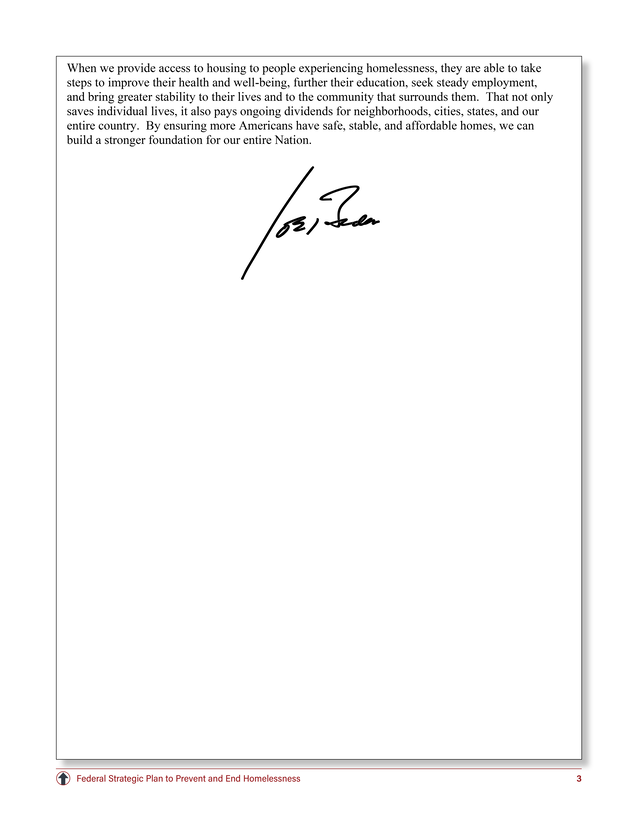 When we provide access to housing to people experiencing homelessness, they are able to take
steps to improve their health and well-being, further their education, seek steady employment,
and bring greater stability to their lives and to the community that surrounds them.  That not only
saves individual lives, it also pays ongoing dividends for neighborhoods, cities, states, and our
entire country.  By ensuring more Americans have safe, stable, and affordable homes, we can
build a stronger foundation for our entire Nation.
Federal Strategic Plan to Prevent and End Homelessness 3